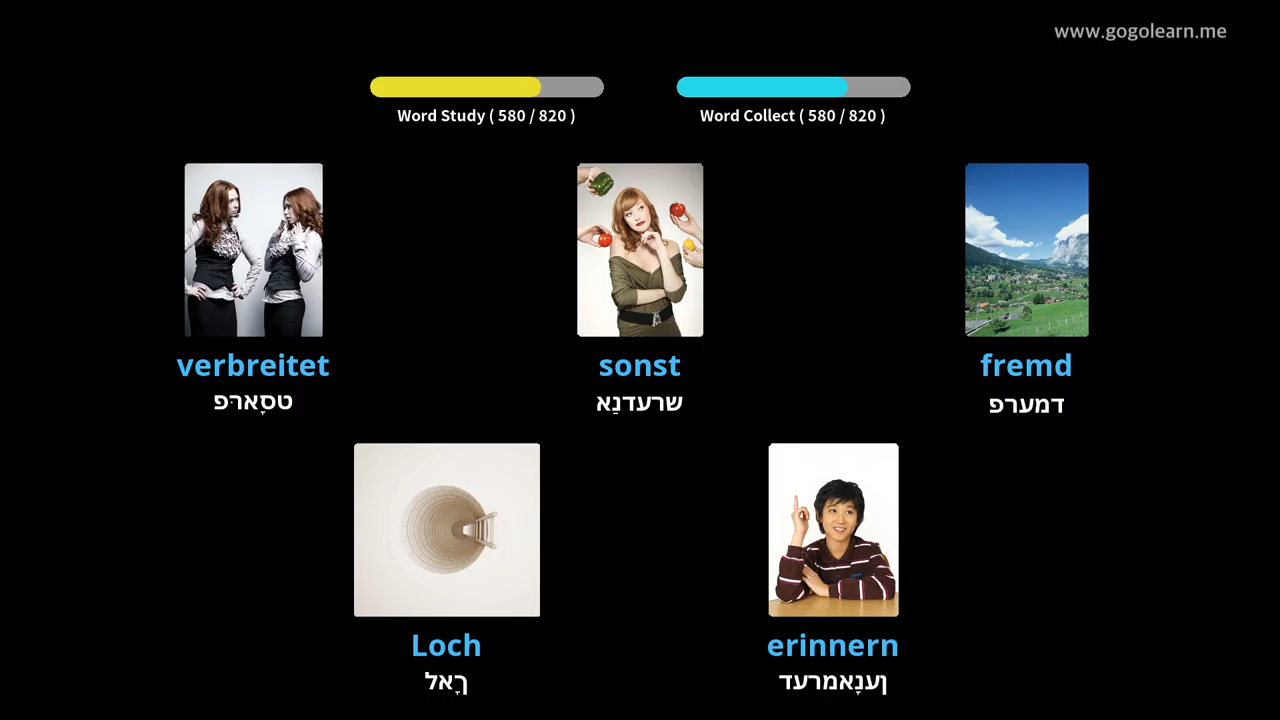 www.gogolearn.me
Word Study ( 580 / 820 )
Word Collect ( 580 / 820 )
verbreitet
טסָארּפ
sonst
שרעדנַא
fremd
דמערפ
Loch
ךָאל
erinnern
ןענָאמרעד